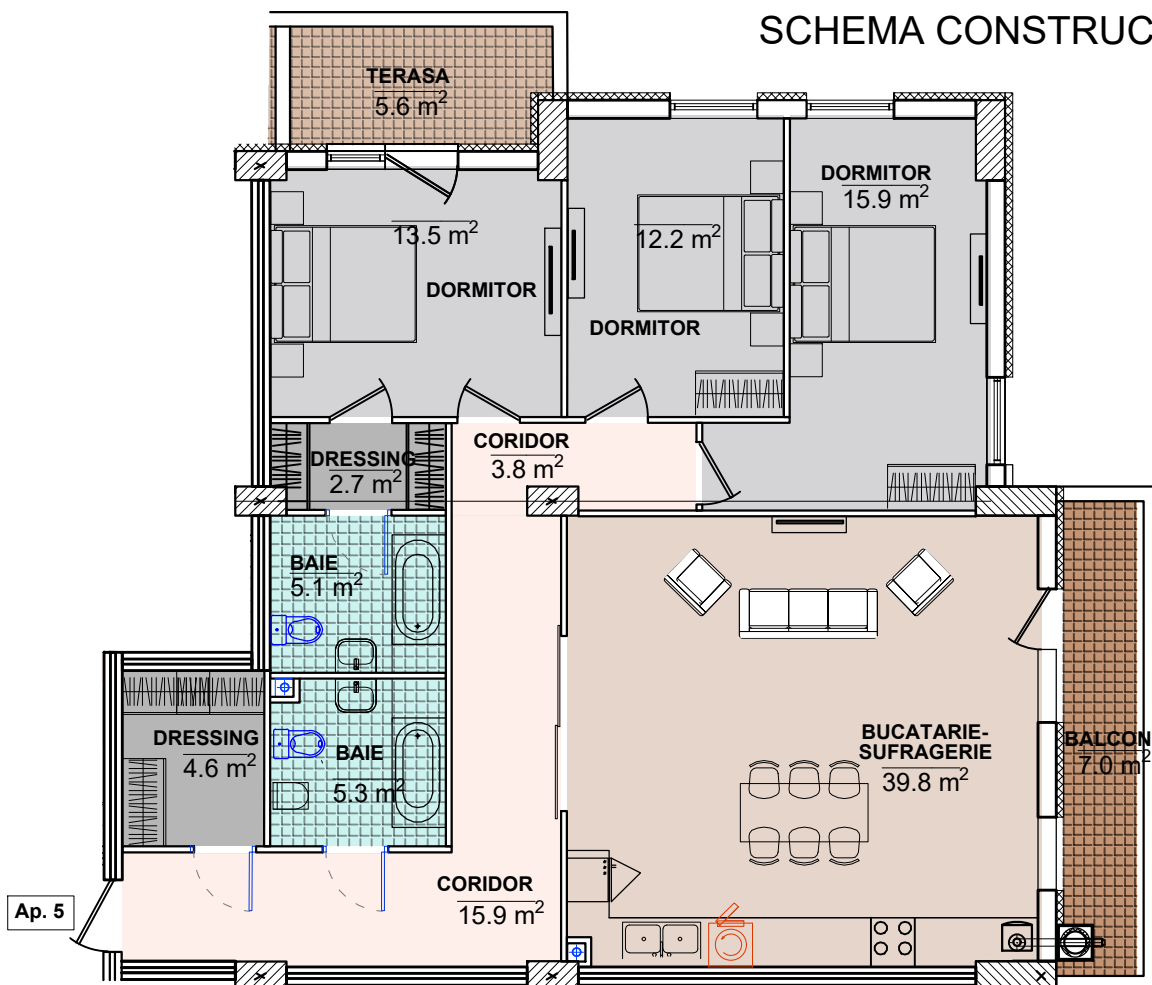 SCHEMA CONSTRUC
TERASA
5.6 m²
DORMITOR
15.9 m²
13.5 m²
12.2 m²
DORMITOR
DORMITOR
CORIDOR
3.8 m²
DRESSING
2.7 m²
BAIE
5.1 m²
DRESSING
4.6 m²
BAIE
5.3 m²
BUCATARIE-
SUFRAGERIE
39.8 m²
BALCON
7.0 m²
CORIDOR
15.9 m²
Ap. 5